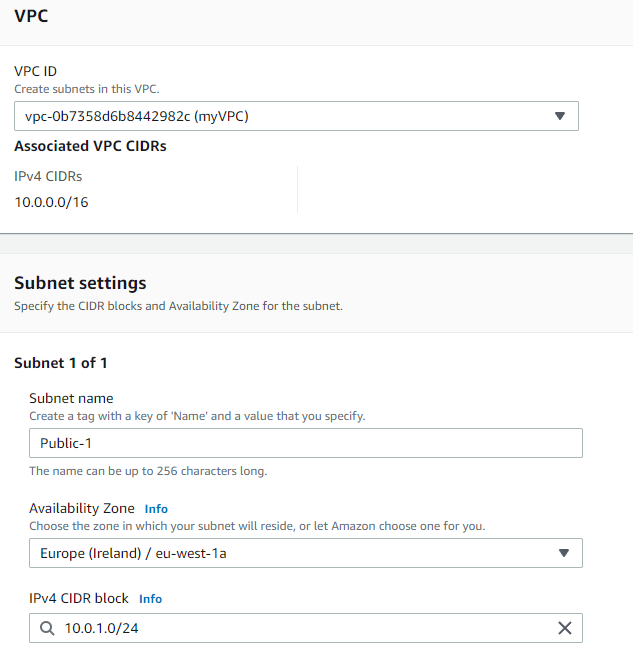 VPC
VPC ID
Create subnets in this VPC.
vpc-0b7358d6b8442982c (myVPC)
Associated VPC CIDRs
IPv4 CIDRs
10.0.0.0/16
Subnet settings
Specify the CIDR blocks and Availability Zone for the subnet.
Subnet 1 of 1
Subnet name
Create a tag with a key of 'Name' and a value that you specify.
Public-1
The name can be up to 256 characters long.
Availability Zone Info
Choose the zone in which your subnet will reside, or let Amazon choose one for you.
Europe (Ireland) / eu-west-1a
IPv4 CIDR block Info
10.0.1.0/24